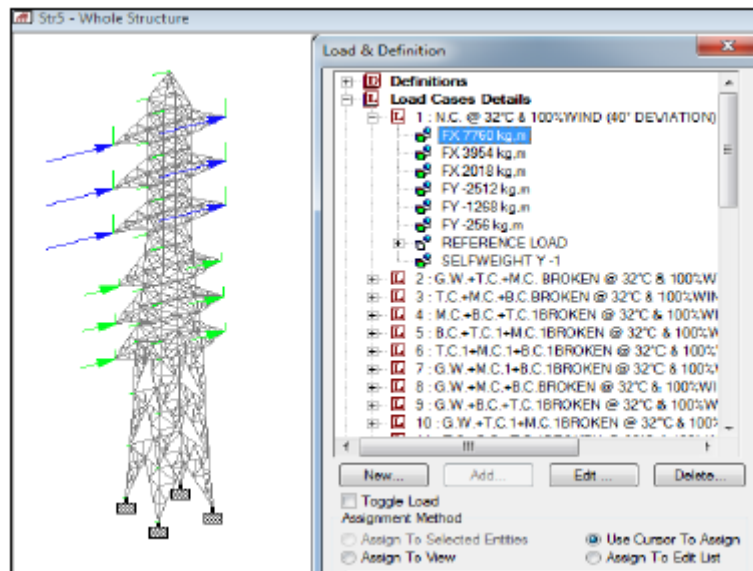 Str5 - Whole Structure
Load & Definition
Definitions
Load Cases Details
1 : N.C. @ 32°C & 100%WIND (40° DEVIATION)
FX 7760 kg,m
FX 3954 kg,m
FX 2018 kg,m
FY -2512 kg,m
FY -1268 kg,m
FY -256 kg,m
REFERENCE LOAD
SELFWEIGHT Y -1
2 : G.W.+T.C.+M.C. BROKEN @ 32°C & 100%WI
3 : T.C.+M.C.+B.C.BROKEN @ 32°C & 100%WIN
4 : M.C.+B.C.+T.C.1BROKEN @ 32°C & 100%W
5 : B.C.+T.C.1+M.C.1BROKEN @ 32°C & 100%W
6 : T.C.1+M.C.1+B.C.1BROKEN @ 32°C & 100%
7 : G.W.+M.C.+B.C.1BROKEN @ 32°C & 100%W
8 : G.W.+M.C.+B.C.BROKEN @ 32°C & 100%WI
9 : G.W.+B.C.+T.C.1BROKEN @ 32°C & 100%W
10 : G.W.+T.C.1+M.C.1BROKEN @ 32°C & 100%
New...
Add...
Edit ...
Delete...
Toggle Load
Assignment Method
Assign To Selected Entities
Use Cursor To Assign
Assign To View
Assign To Edit List